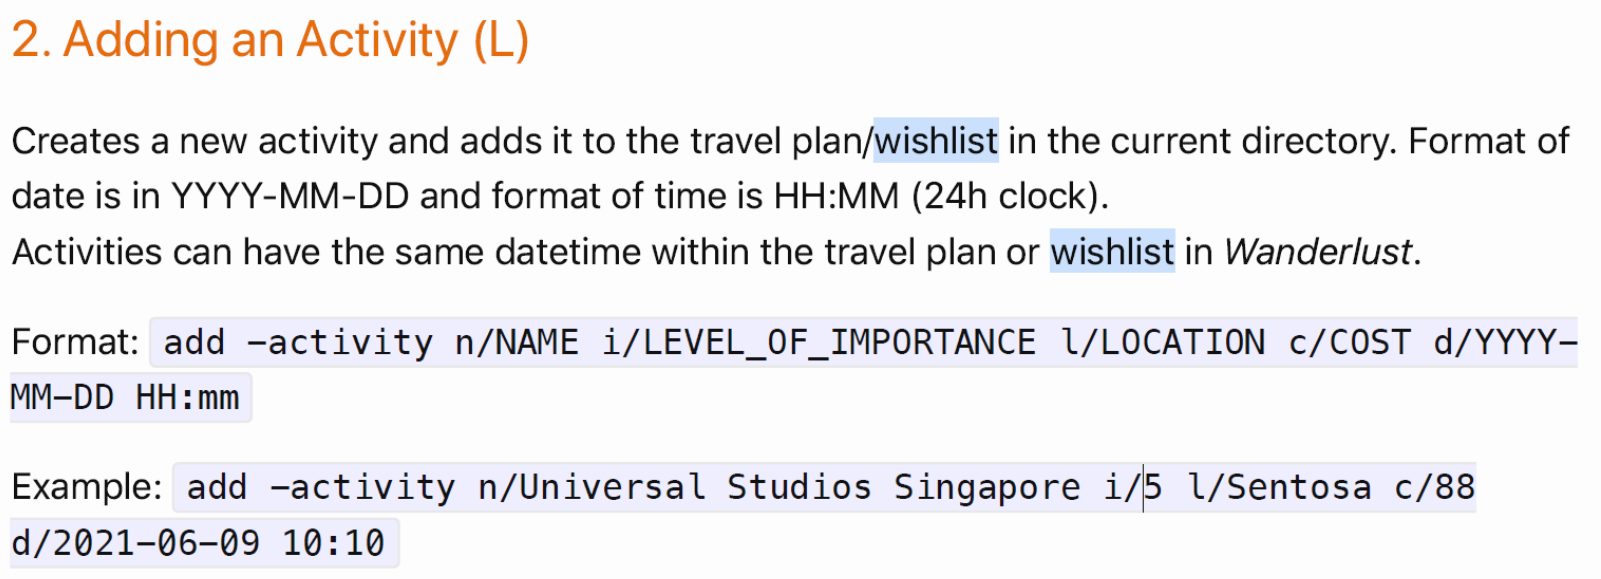 2. Adding an Activity (L)
Creates a new activity and adds it to the travel plan/wishlist in the current directory. Format of
date is in YYYY-MM-DD and format of time is HH:MM (24h clock).
Activities can have the same datetime within the travel plan or wishlist in Wanderlust.
Format: add -activity n/NAME i/LEVEL_OF_IMPORTANCE l/LOCATION c/COST d/YYYY-
MM-DD HH:mm
Example: add -activity n/Universal Studios Singapore i/5 l/Sentosa c/88
d/2021-06-09 10:10